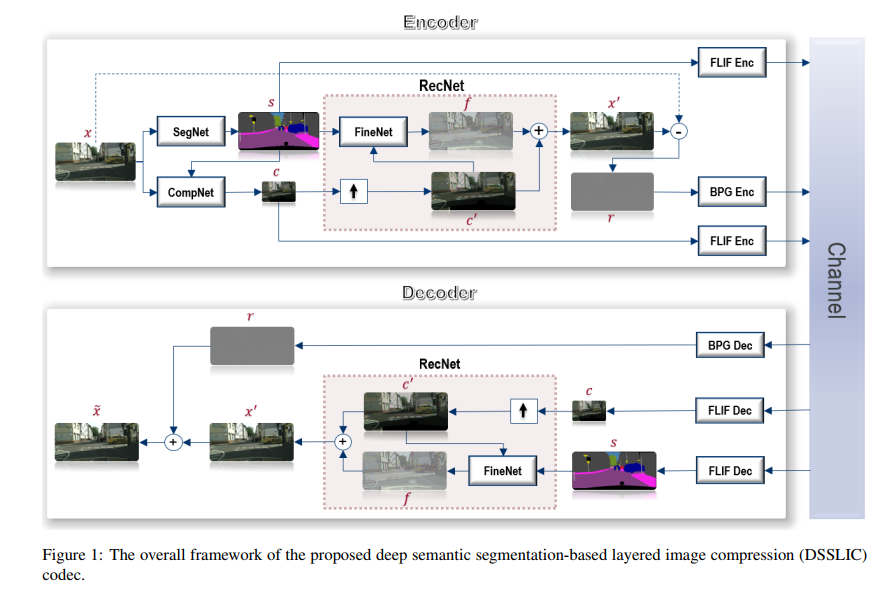 Encoder
FLIF Enc
RecNet
x
s
f
x′
SegNet
FineNet
+
-
CompNet
c
c′
r
BPG Enc
FLIF Enc
Channel
Decoder
r
BPG Dec
RecNet
c′
c
x̃
x′
FLIF Dec
+
+
s
FineNet
FLIF Dec
f
Figure 1: The overall framework of the proposed deep semantic segmentation-based layered image compression (DSSLIC)
codec.